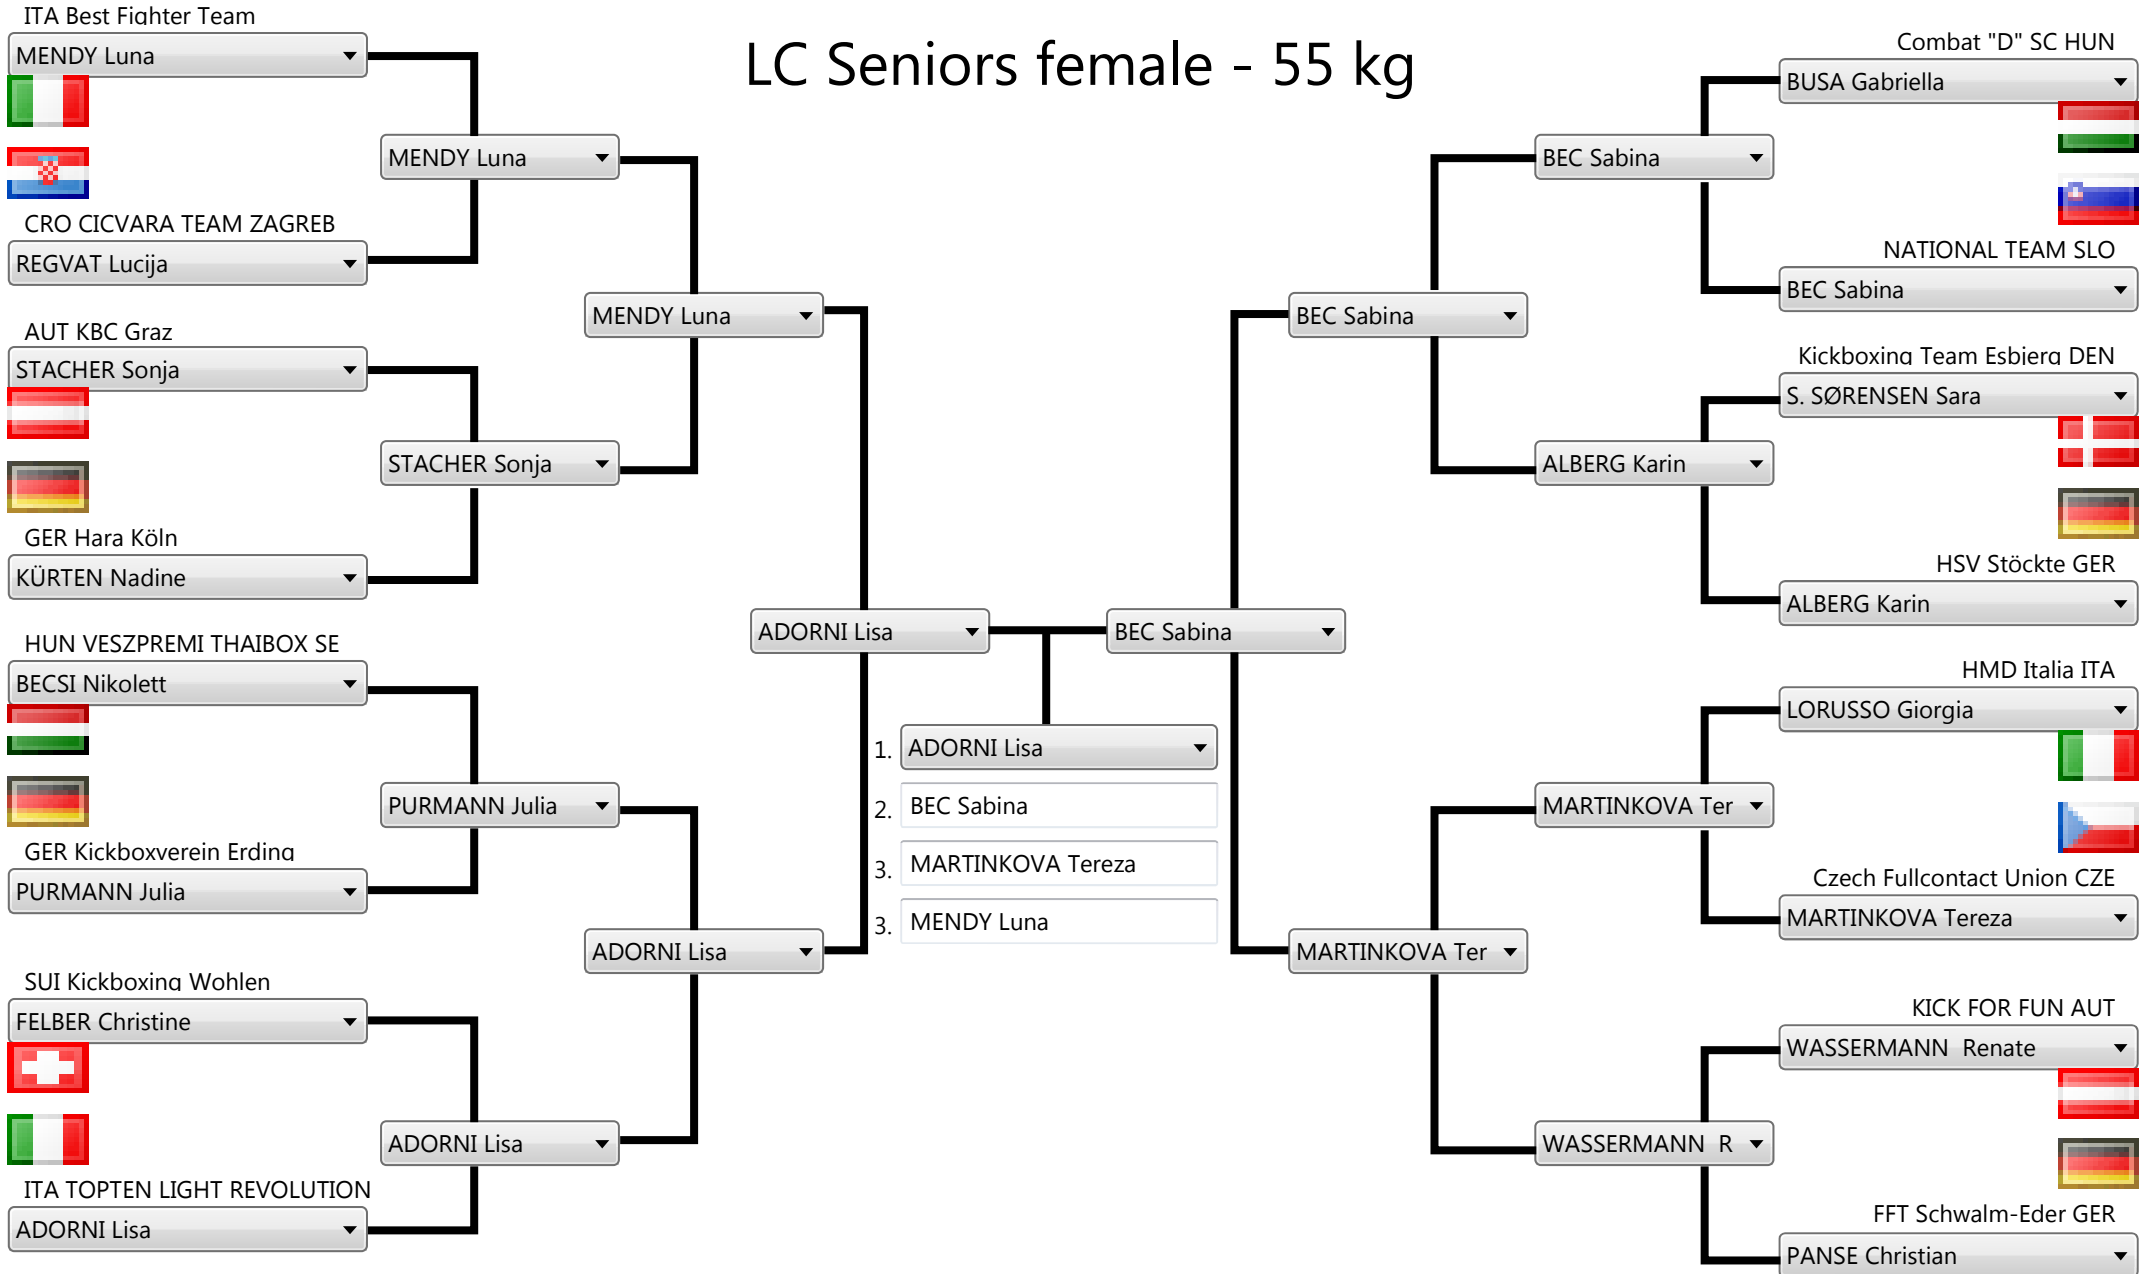 ITA Best Fighter Team
MENDY Luna
LC Seniors female - 55 kg
Combat "D" SC HUN
BUSA Gabriella
MENDY Luna
BEC Sabina
CRO CICVARA TEAM ZAGREB
REGVAT Lucija
NATIONAL TEAM SLO
BEC Sabina
AUT KBC Graz
STACHER Sonja
MENDY Luna
BEC Sabina
Kickboxing Team Esbjerg DEN
S. SØRENSEN Sara
STACHER Sonja
ALBERG Karin
GER Hara Köln
KÜRTEN Nadine
HSV Stöckte GER
ALBERG Karin
HUN VESZPREMI THAIBOX SE
BECSI Nikolett
ADORNI Lisa
BEC Sabina
HMD Italia ITA
LORUSSO Giorgia
1. ADORNI Lisa
2. BEC Sabina
3. MARTINKOVA Tereza
3. MENDY Luna
PURMANN Julia
MARTINKOVA Ter
GER Kickboxverein Erding
PURMANN Julia
Czech Fullcontact Union CZE
MARTINKOVA Tereza
ADORNI Lisa
MARTINKOVA Ter
SUI Kickboxing Wohlen
FELBER Christine
KICK FOR FUN AUT
WASSERMANN  Renate
ADORNI Lisa
WASSERMANN  R
ITA TOPTEN LIGHT REVOLUTION
ADORNI Lisa
FFT Schwalm-Eder GER
PANSE Christian